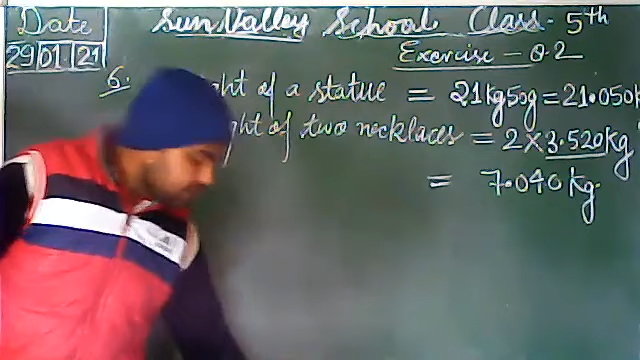 Date Sun Valley School Class - 5th
29 01 21 Exercise - 8.2
6. ght of a statue = 21kg50g = 21.050k
ght of two necklaces = 2 × 3.520kg
= 7.040 kg.